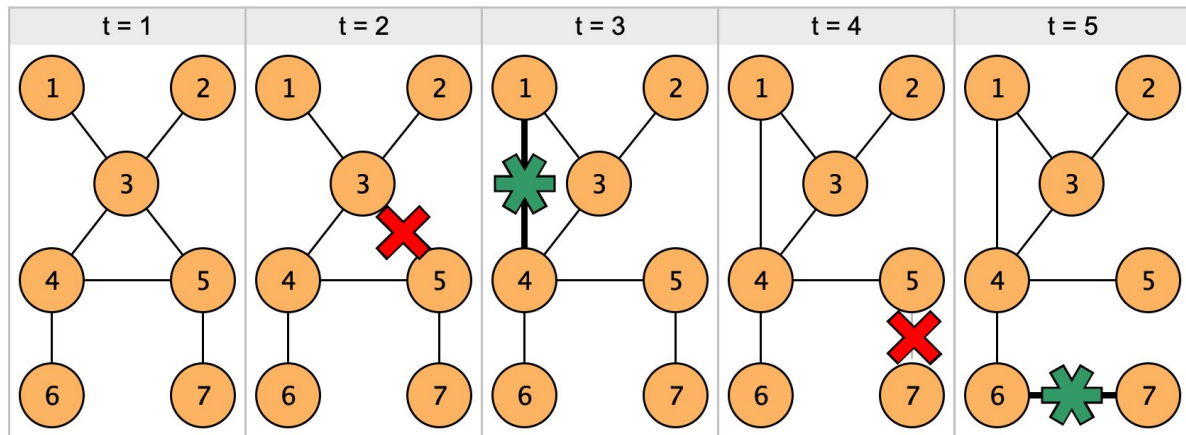 t = 1 t = 2 t = 3 t = 4 t = 5
1 2 1 2 1 2 1 2 1 2
3 3 3 3 3
4 5 4 5 4 5 4 5 4 5
6 7 6 7 6 7 6 7 6 7